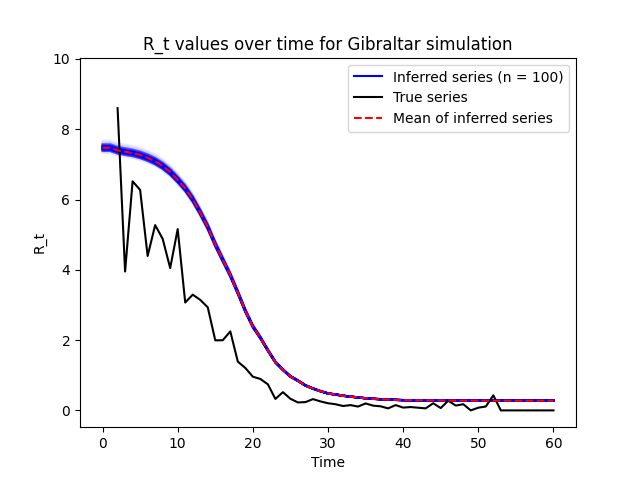 R_t values over time for Gibraltar simulation
Inferred series (n = 100)
True series
Mean of inferred series
R_t
10
8
6
4
2
0
0 10 20 30 40 50 60
Time